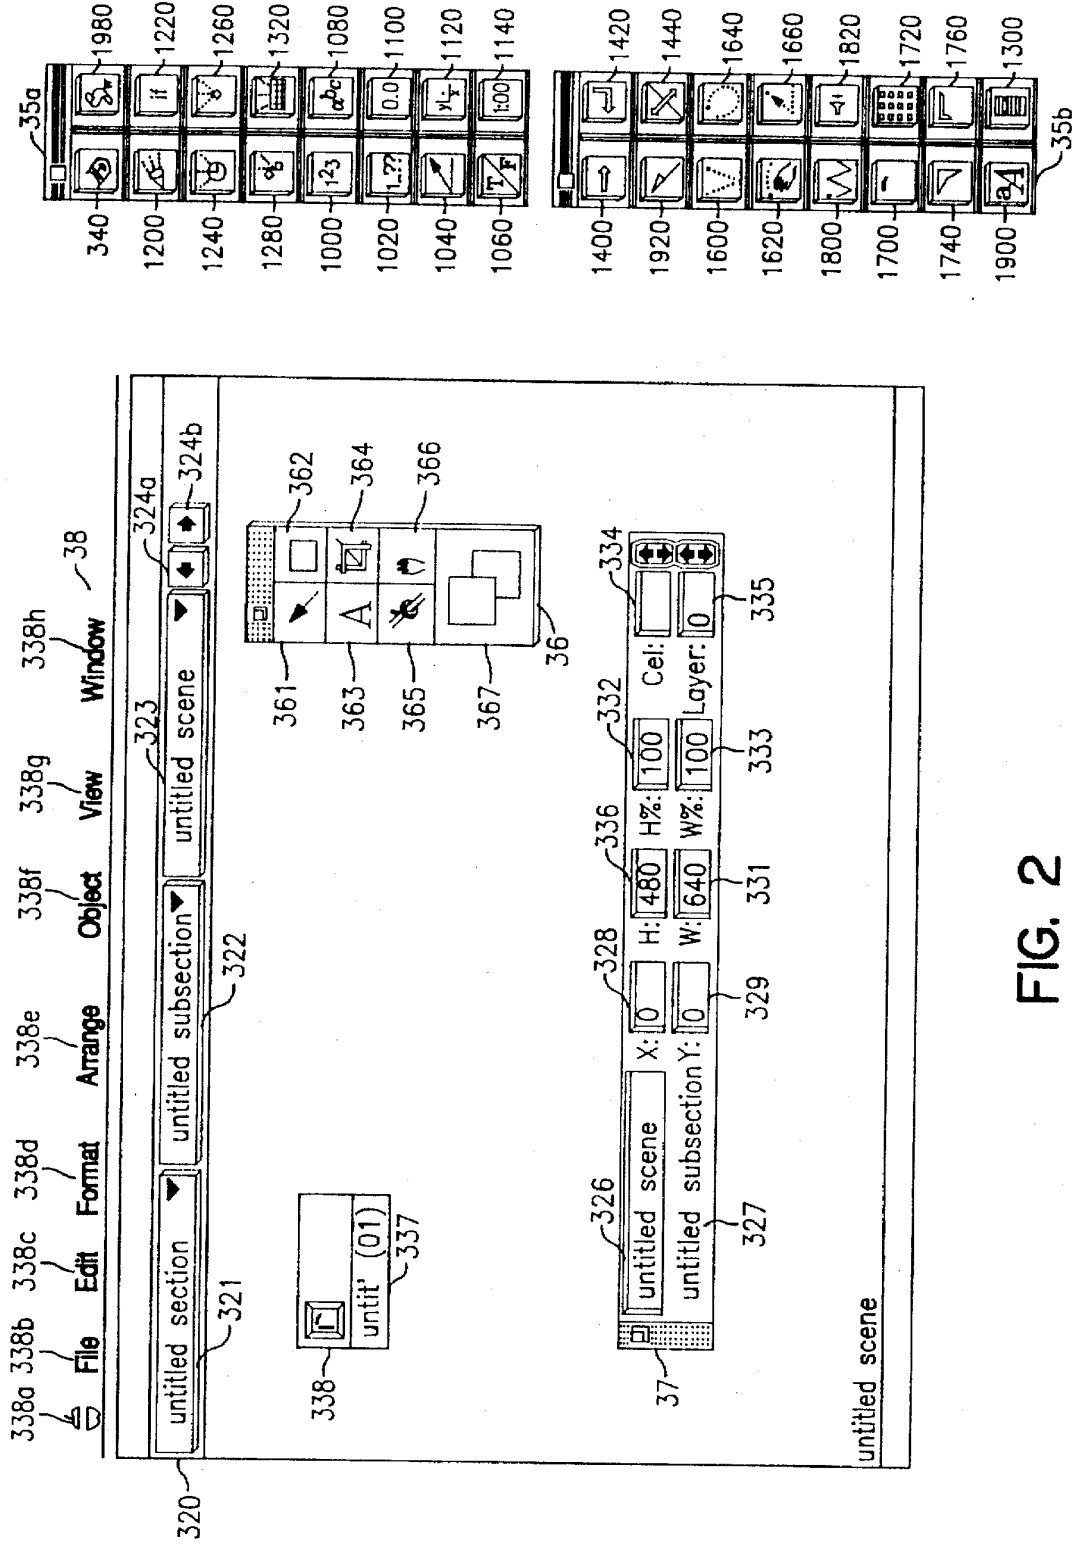 338a 338b 338c 338d 338e 338f 338g 338h 38
File Edit Format Arrange Object View Window
323 324a
untitled section untitled subsection untitled scene 324b
320 321 322
361 362
363 A 364
365 366
367
36
338
untit' (01)
337
326 328 336 332 334
untitled scene X: 0 H: 480 H%: 100 Cel:
untitled subsection Y: 0 W: 640 W%: 100 Layer: 0
37 327 329 331 333 335
untitled scene
35a
340 1980
1200 if 1220
1240 1260
1280 1320
1000 123 abc 1080
1020 1..?? 0.0 1100
1040 1120
1060 T/F 1:00 1140
1400 1420
1920 1440
1600 1640
1620 1660
1800 1820
1700 1720
1740 1760
1900 aA 1300
35b
FIG. 2